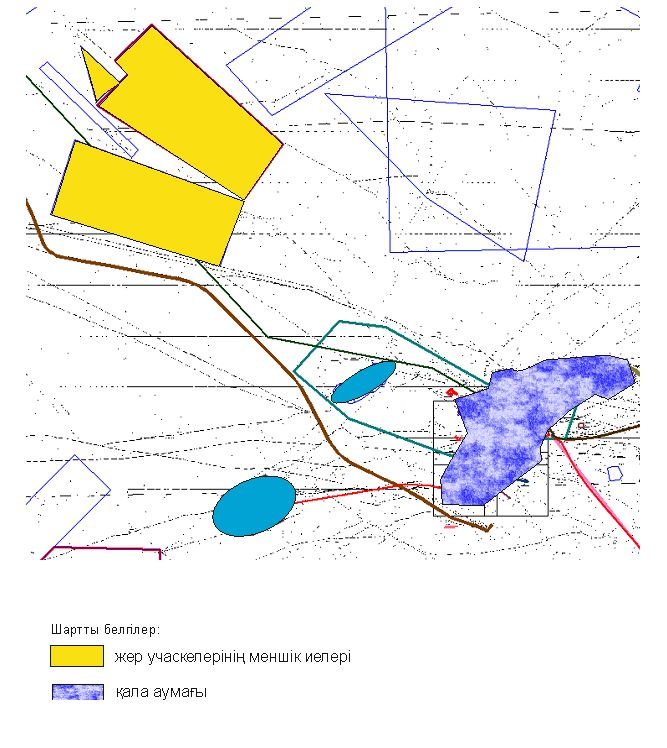 Шартты белгілер:
жер учаскелерінің меншік иелері
қала аумағы